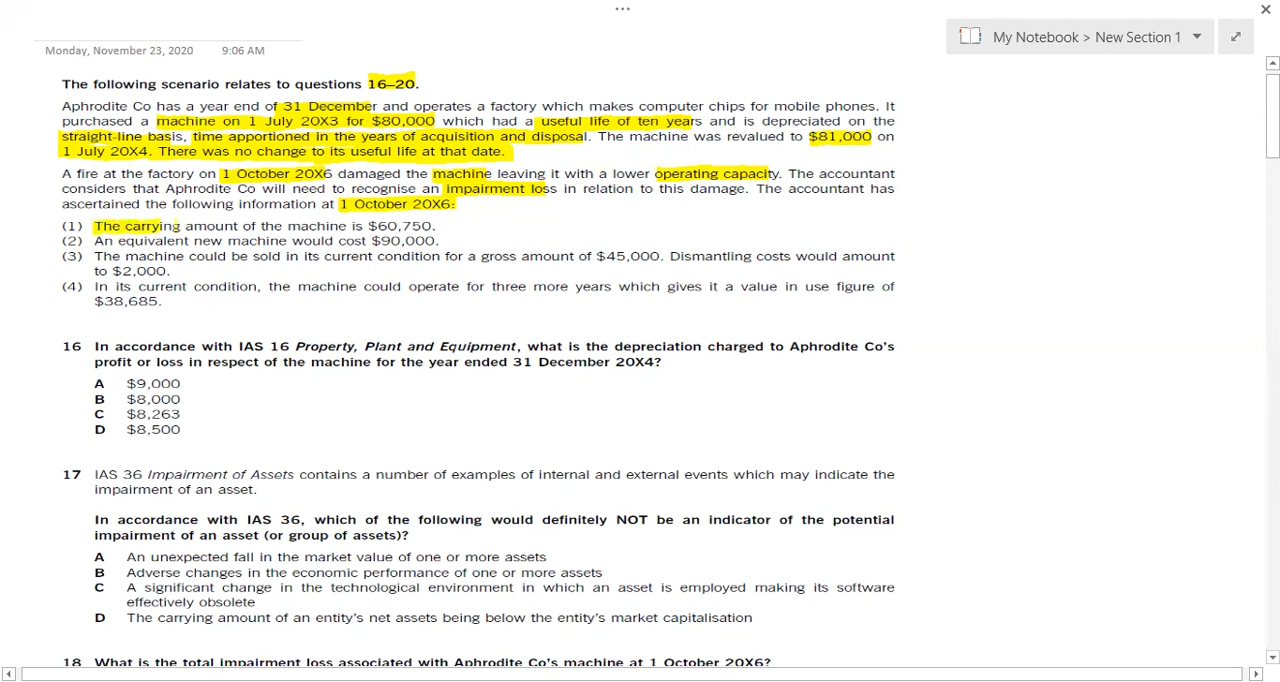 Monday, November 23, 2020 9:06 AM
My Notebook > New Section 1
The following scenario relates to questions 16–20.
Aphrodite Co has a year end of 31 December and operates a factory which makes computer chips for mobile phones. It
purchased a machine on 1 July 20X3 for $80,000 which had a useful life of ten years and is depreciated on the
straight-line basis, time apportioned in the years of acquisition and disposal. The machine was revalued to $81,000 on
1 July 20X4. There was no change to its useful life at that date.
A fire at the factory on 1 October 20X6 damaged the machine leaving it with a lower operating capacity. The accountant
considers that Aphrodite Co will need to recognise an impairment loss in relation to this damage. The accountant has
ascertained the following information at 1 October 20X6:
(1) The carrying amount of the machine is $60,750.
(2) An equivalent new machine would cost $90,000.
(3) The machine could be sold in its current condition for a gross amount of $45,000. Dismantling costs would amount
to $2,000.
(4) In its current condition, the machine could operate for three more years which gives it a value in use figure of
$38,685.
16 In accordance with IAS 16 Property, Plant and Equipment, what is the depreciation charged to Aphrodite Co's
profit or loss in respect of the machine for the year ended 31 December 20X4?
A $9,000
B $8,000
C $8,263
D $8,500
17 IAS 36 Impairment of Assets contains a number of examples of internal and external events which may indicate the
impairment of an asset.
In accordance with IAS 36, which of the following would definitely NOT be an indicator of the potential
impairment of an asset (or group of assets)?
A An unexpected fall in the market value of one or more assets
B Adverse changes in the economic performance of one or more assets
C A significant change in the technological environment in which an asset is employed making its software
effectively obsolete
D The carrying amount of an entity's net assets being below the entity's market capitalisation
18 What is the total impairment loss associated with Aphrodite Co's machine at 1 October 20X6?